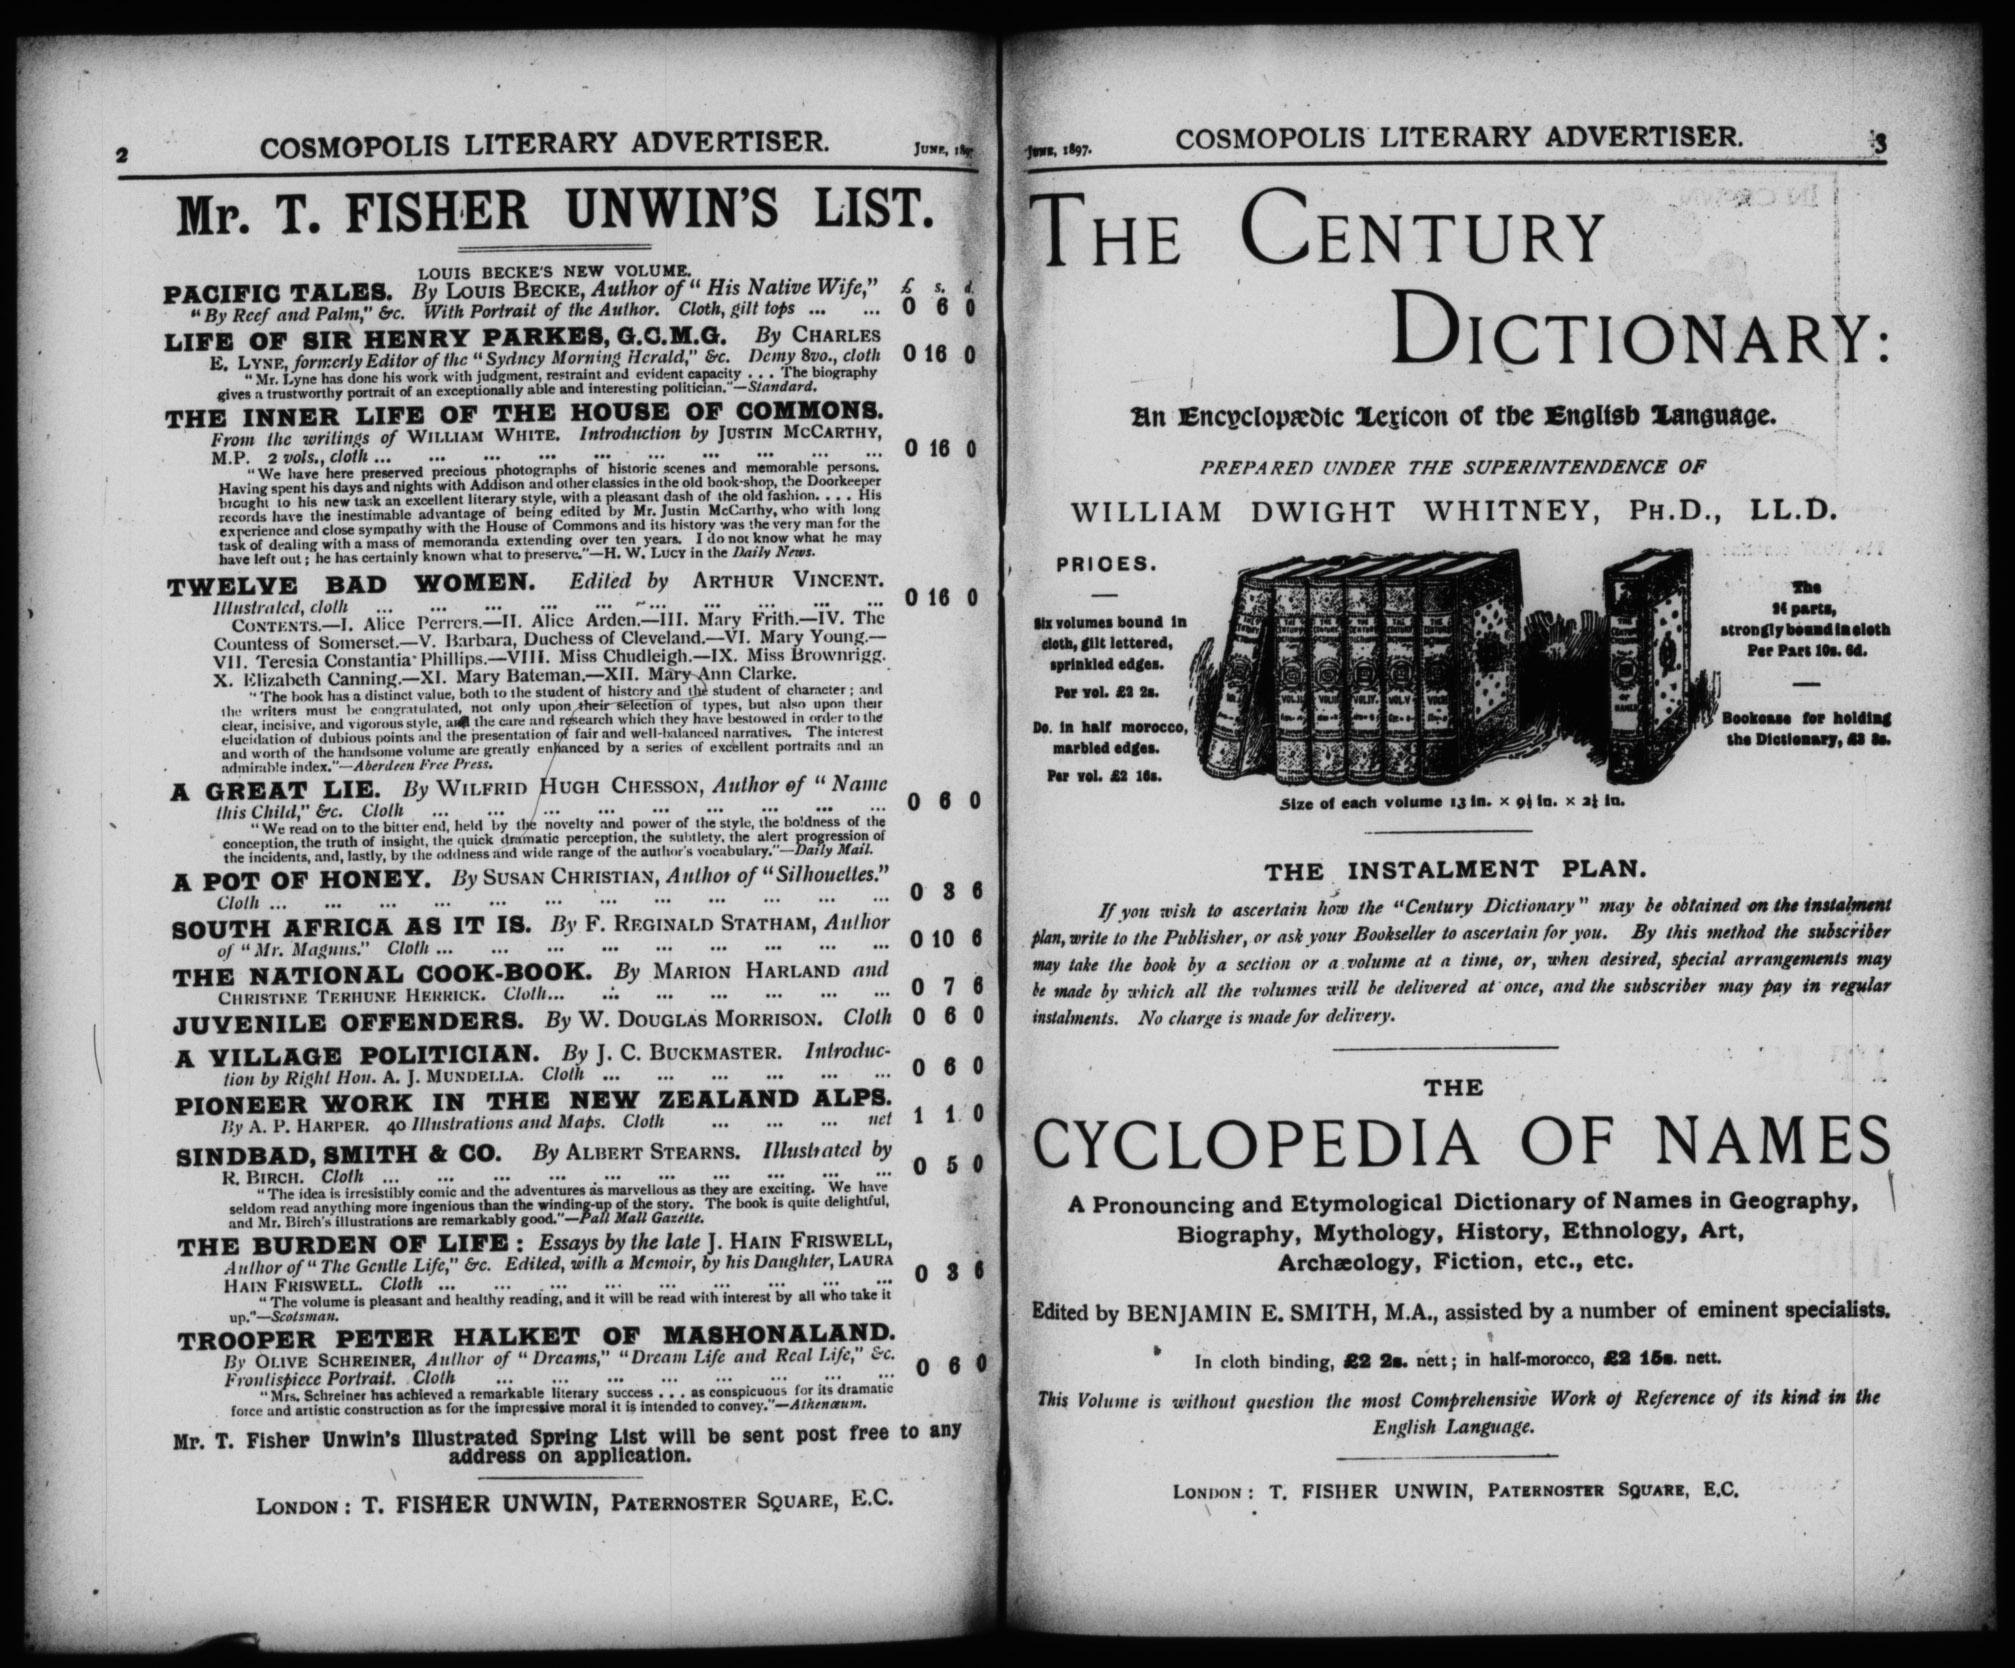 2 COSMOPOLIS LITERARY ADVERTISER. JUNE,
Mr. T. FISHER UNWIN'S LIST.
LOUIS BECKE'S NEW VOLUME.
£ s. d.
PACIFIC TALES. By LOUIS BECKE, Author of "His Native Wife,"
"By Reef and Palm," &c. With Portrait of the Author. Cloth, gilt tops ... ... 0 6 0
LIFE OF SIR HENRY PARKES, G.C.M.G. By CHARLES
E. LYNE, formerly Editor of the "Sydney Morning Herald," &c. Demy 8vo., cloth 0 16 0
"Mr. Lyne has done his work with judgment, restraint and evident capacity . . . The biography
gives a trustworthy portrait of an exceptionally able and interesting politician."—Standard.
THE INNER LIFE OF THE HOUSE OF COMMONS.
From the writings of WILLIAM WHITE. Introduction by JUSTIN McCARTHY,
M.P. 2 vols., cloth ... ... ... ... ... ... ... ... ... ... 0 16 0
"We have here preserved precious photographs of historic scenes and memorable persons.
Having spent his days and nights with Addison and other classics in the old book-shop, the Doorkeeper
brought to his new task an excellent literary style, with a pleasant dash of the old fashion. . . . His
records have the inestimable advantage of being edited by Mr. Justin McCarthy, who with long
experience and close sympathy with the House of Commons and its history was the very man for the
task of dealing with a mass of memoranda extending over ten years. I do not know what he may
have left out; he has certainly known what to preserve."—H. W. LUCY in the Daily News.
TWELVE BAD WOMEN. Edited by ARTHUR VINCENT.
Illustrated, cloth ... ... ... ... ... ... ... ... ... ... 0 16 0
CONTENTS.—I. Alice Perrers.—II. Alice Arden.—III. Mary Frith.—IV. The
Countess of Somerset.—V. Barbara, Duchess of Cleveland.—VI. Mary Young.—
VII. Teresia Constantia Phillips.—VIII. Miss Chudleigh.—IX. Miss Brownrigg.
X. Elizabeth Canning.—XI. Mary Bateman.—XII. Mary Ann Clarke.
"The book has a distinct value, both to the student of history and the student of character; and
the writers must be congratulated, not only upon their selection of types, but also upon their
clear, incisive, and vigorous style, and the care and research which they have bestowed in order to the
elucidation of dubious points and the presentation of fair and well-balanced narratives. The interest
and worth of the handsome volume are greatly enhanced by a series of excellent portraits and an
admirable index."—Aberdeen Free Press.
A GREAT LIE. By WILFRID HUGH CHESSON, Author of "Name
this Child," &c. Cloth ... ... ... ... ... ... ... ... ... 0 6 0
"We read on to the bitter end, held by the novelty and power of the style, the boldness of the
conception, the truth of insight, the quick dramatic perception, the subtlety, the alert progression of
the incidents, and, lastly, by the oddness and wide range of the author's vocabulary."—Daily Mail.
A POT OF HONEY. By SUSAN CHRISTIAN, Author of "Silhouettes."
Cloth ... ... ... ... ... ... ... ... ... ... ... ... 0 3 6
SOUTH AFRICA AS IT IS. By F. REGINALD STATHAM, Author
of "Mr. Magnus." Cloth ... ... ... ... ... ... ... ... ... 0 10 6
THE NATIONAL COOK-BOOK. By MARION HARLAND and
CHRISTINE TERHUNE HERRICK. Cloth... ... ... ... ... ... ... 0 7 6
JUVENILE OFFENDERS. By W. DOUGLAS MORRISON. Cloth 0 6 0
A VILLAGE POLITICIAN. By J. C. BUCKMASTER. Introduc-
tion by Right Hon. A. J. MUNDELLA. Cloth ... ... ... ... ... ... 0 6 0
PIONEER WORK IN THE NEW ZEALAND ALPS.
By A. P. HARPER. 40 Illustrations and Maps. Cloth ... ... ... net 1 1 0
SINDBAD, SMITH & CO. By ALBERT STEARNS. Illustrated by
R. BIRCH. Cloth ... ... ... ... ... ... ... ... ... ... 0 5 0
"The idea is irresistibly comic and the adventures as marvellous as they are exciting. We have
seldom read anything more ingenious than the winding-up of the story. The book is quite delightful,
and Mr. Birch's illustrations are remarkably good."—Pall Mall Gazette.
THE BURDEN OF LIFE: Essays by the late J. HAIN FRISWELL,
Author of "The Gentle Life," &c. Edited, with a Memoir, by his Daughter, LAURA
HAIN FRISWELL. Cloth ... ... ... ... ... ... ... ... ... 0 3 6
"The volume is pleasant and healthy reading, and it will be read with interest by all who take it
up."—Scotsman.
TROOPER PETER HALKET OF MASHONALAND.
By OLIVE SCHREINER, Author of "Dreams," "Dream Life and Real Life," &c.
Frontispiece Portrait. Cloth ... ... ... ... ... ... ... ... 0 6 0
"Mrs. Schreiner has achieved a remarkable literary success . . . as conspicuous for its dramatic
force and artistic construction as for the impressive moral it is intended to convey."—Athenæum.
Mr. T. Fisher Unwin's Illustrated Spring List will be sent post free to any
address on application.
LONDON: T. FISHER UNWIN, PATERNOSTER SQUARE, E.C.
JUNE, 1897. COSMOPOLIS LITERARY ADVERTISER. 3
THE CENTURY
DICTIONARY:
An Encyclopædic Lexicon of the English Language.
PREPARED UNDER THE SUPERINTENDENCE OF
WILLIAM DWIGHT WHITNEY, PH.D., LL.D.
PRICES.
Six volumes bound in
cloth, gilt lettered,
sprinkled edges.
Per vol. £2 2s.
Do. in half morocco,
marbled edges.
Per vol. £2 16s.
The
24 parts,
strongly bound in cloth
Per Part 10s. 6d.
Bookcase for holding
the Dictionary, £3 3s.
Size of each volume 13 in. × 9½ in. × 2½ in.
THE INSTALMENT PLAN.
If you wish to ascertain how the "Century Dictionary" may be obtained on the instalment
plan, write to the Publisher, or ask your Bookseller to ascertain for you. By this method the subscriber
may take the book by a section or a volume at a time, or, when desired, special arrangements may
be made by which all the volumes will be delivered at once, and the subscriber may pay in regular
instalments. No charge is made for delivery.
THE
CYCLOPEDIA OF NAMES
A Pronouncing and Etymological Dictionary of Names in Geography,
Biography, Mythology, History, Ethnology, Art,
Archæology, Fiction, etc., etc.
Edited by BENJAMIN E. SMITH, M.A., assisted by a number of eminent specialists.
In cloth binding, £2 2s. nett; in half-morocco, £2 15s. nett.
This Volume is without question the most Comprehensive Work of Reference of its kind in the
English Language.
LONDON: T. FISHER UNWIN, PATERNOSTER SQUARE, E.C.